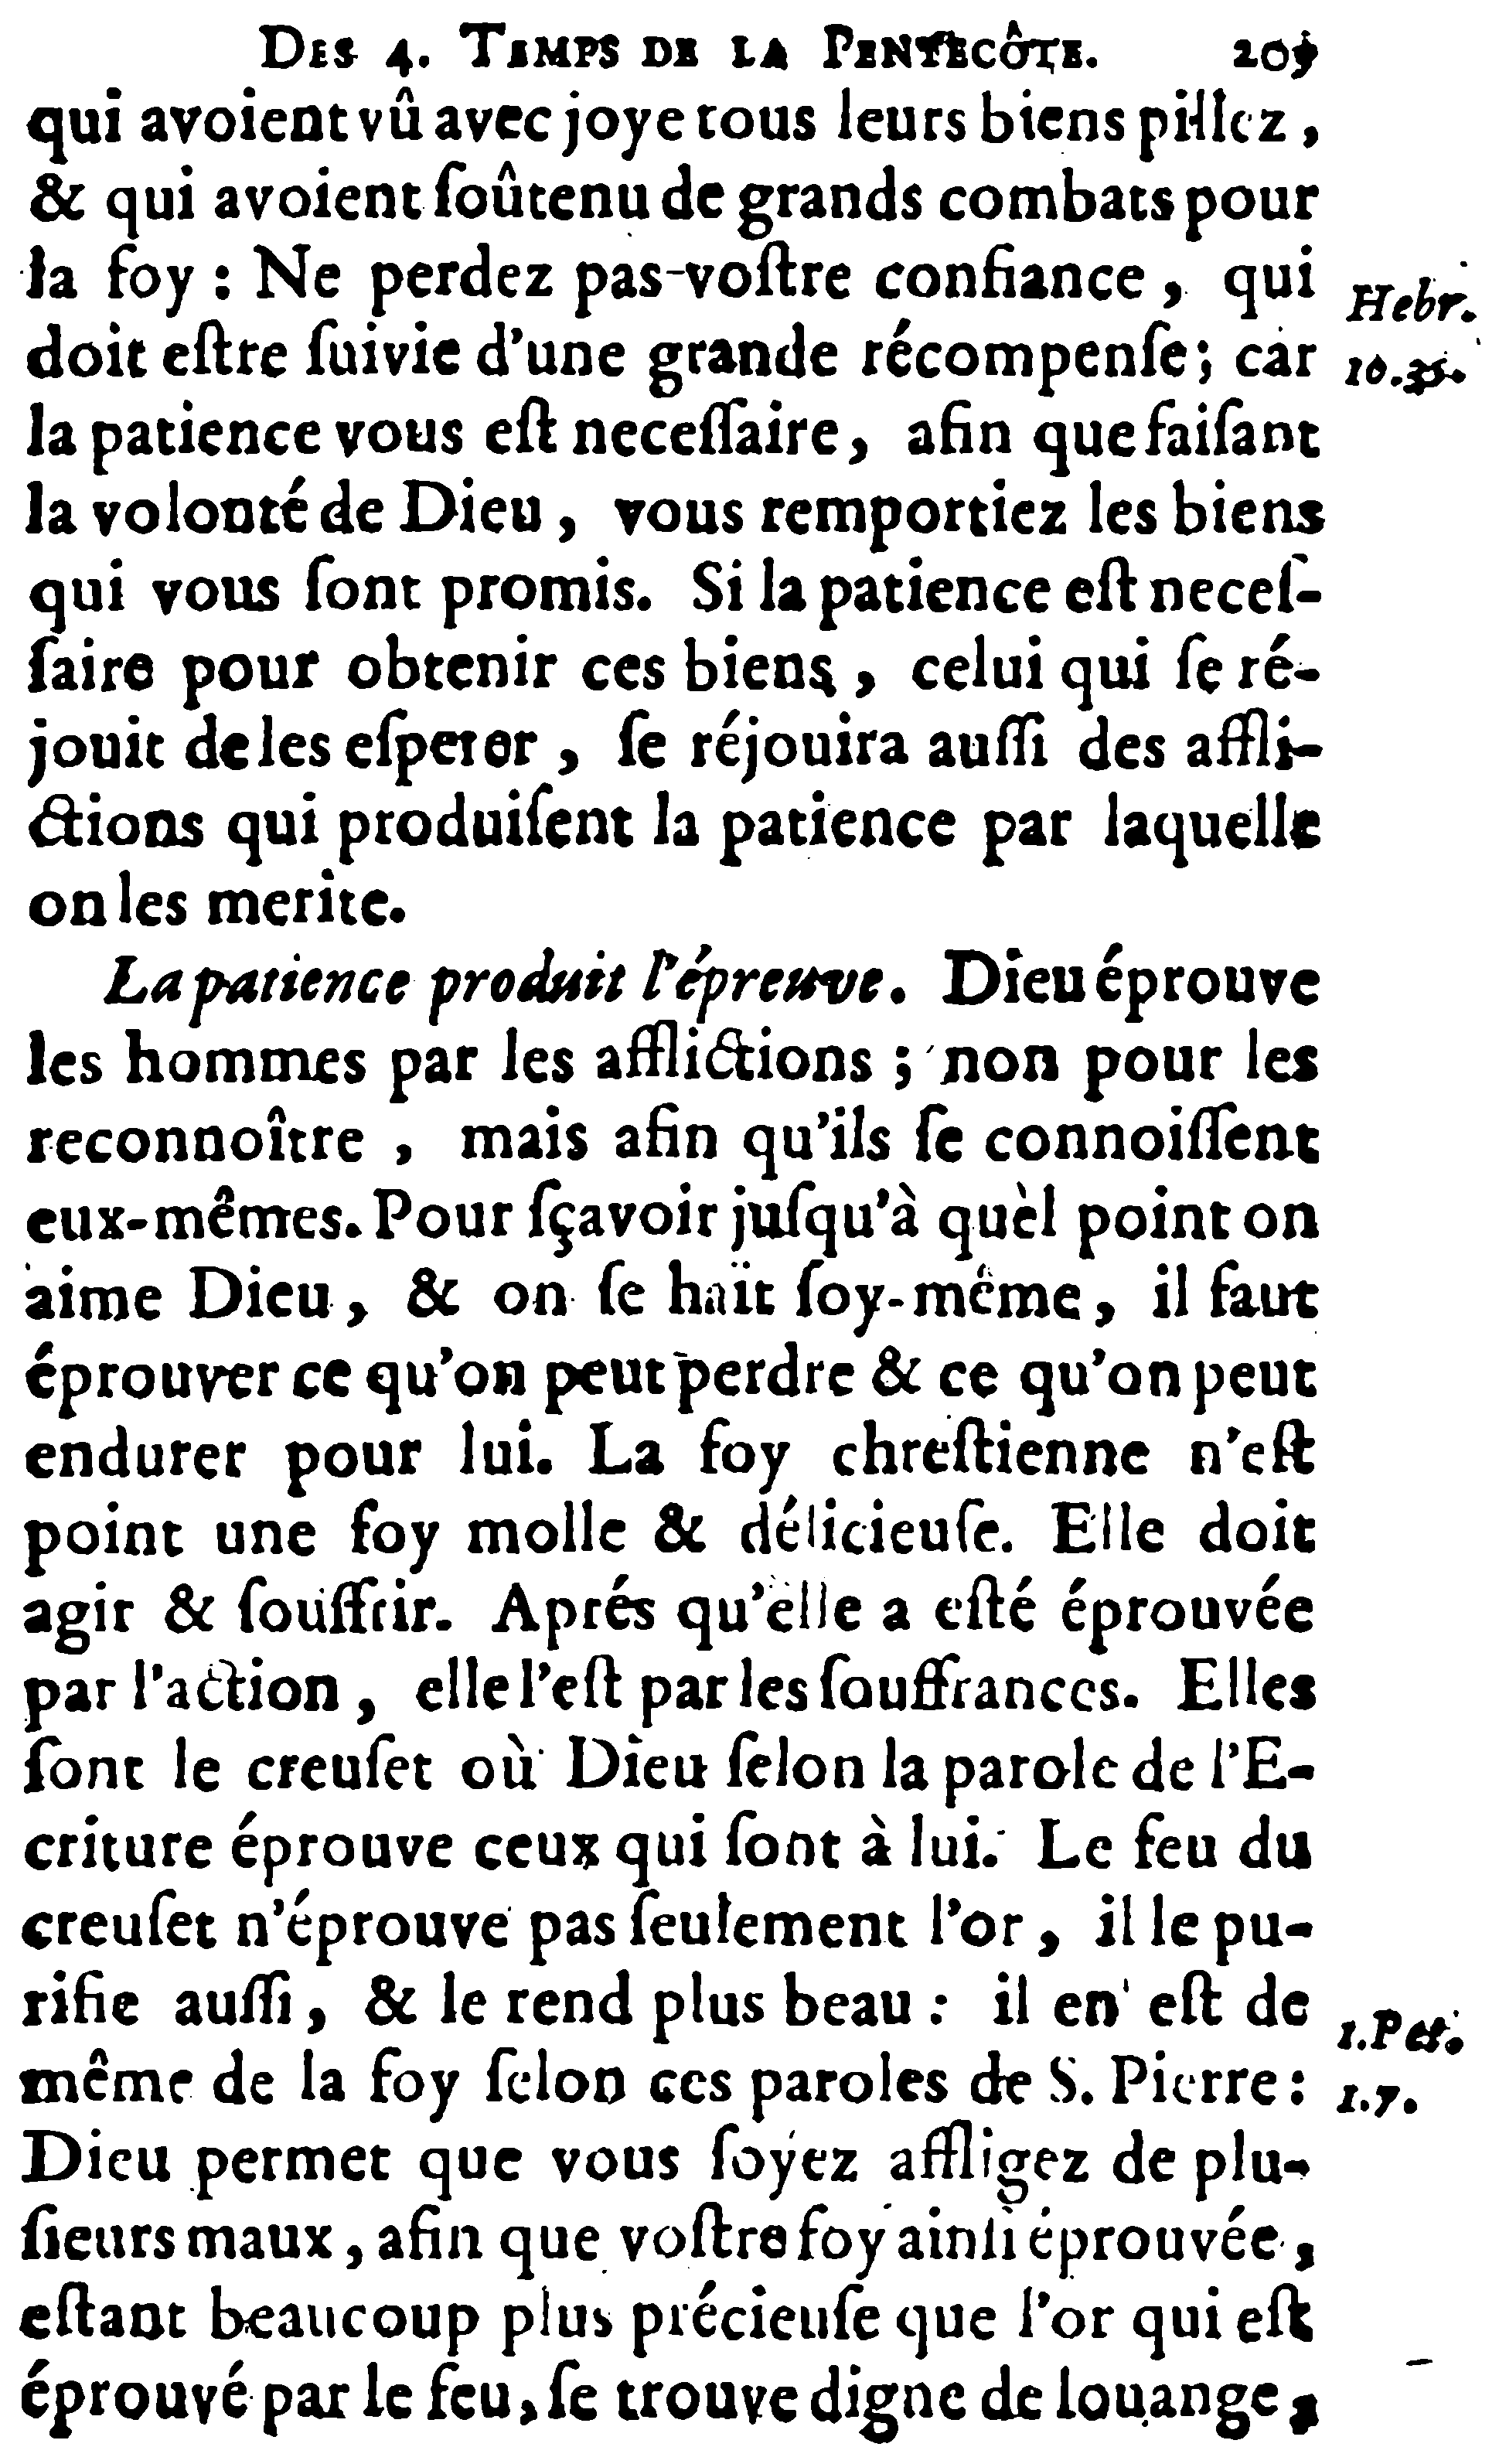 DES 4. TEMPS DE LA PENTECÔTE. 209
qui avoient vû avec joye tous leurs biens pillez,
& qui avoient ſoûtenu de grands combats pour
la foy : Ne perdez pas voſtre confiance, qui
Hebr.
doit eſtre ſuivie d'une grande récompenſe; car
10.35.
la patience vous eſt neceſſaire, afin que faiſant
la volonté de Dieu, vous remportiez les biens
qui vous ſont promis. Si la patience eſt neceſ-
ſaire pour obtenir ces biens, celui qui ſe ré-
jouit de les eſperer, ſe réjouira auſſi des affli-
ctions qui produiſent la patience par laquelle
on les merite.
La patience produit l'épreuve. Dieu éprouve
les hommes par les afflictions ; non pour les
reconnoître, mais afin qu'ils ſe connoiſſent
eux-mêmes. Pour ſçavoir juſqu'à quèl point on
aime Dieu, & on ſe haït ſoy-même, il faut
éprouver ce qu'on peut perdre & ce qu'on peut
endurer pour lui. La foy chreſtienne n'eſt
point une foy molle & délicieuſe. Elle doit
agir & ſouffrir. Aprés qu'elle a eſté éprouvée
par l'action, elle l'eſt par les ſouffrances. Elles
ſont le creuſet où Dieu ſelon la parole de l'E-
criture éprouve ceux qui ſont à lui. Le feu du
creuſet n'éprouve pas ſeulement l'or, il le pu-
rifie auſſi, & le rend plus beau : il en eſt de
1.Pet.
même de la foy ſelon ces paroles de S. Pierre :
1.7.
Dieu permet que vous ſoyez affligez de plu-
ſieurs maux, afin que voſtre foy ainſi éprouvée,
eſtant beaucoup plus précieuſe que l'or qui eſt
éprouvé par le feu, ſe trouve digne de louange,